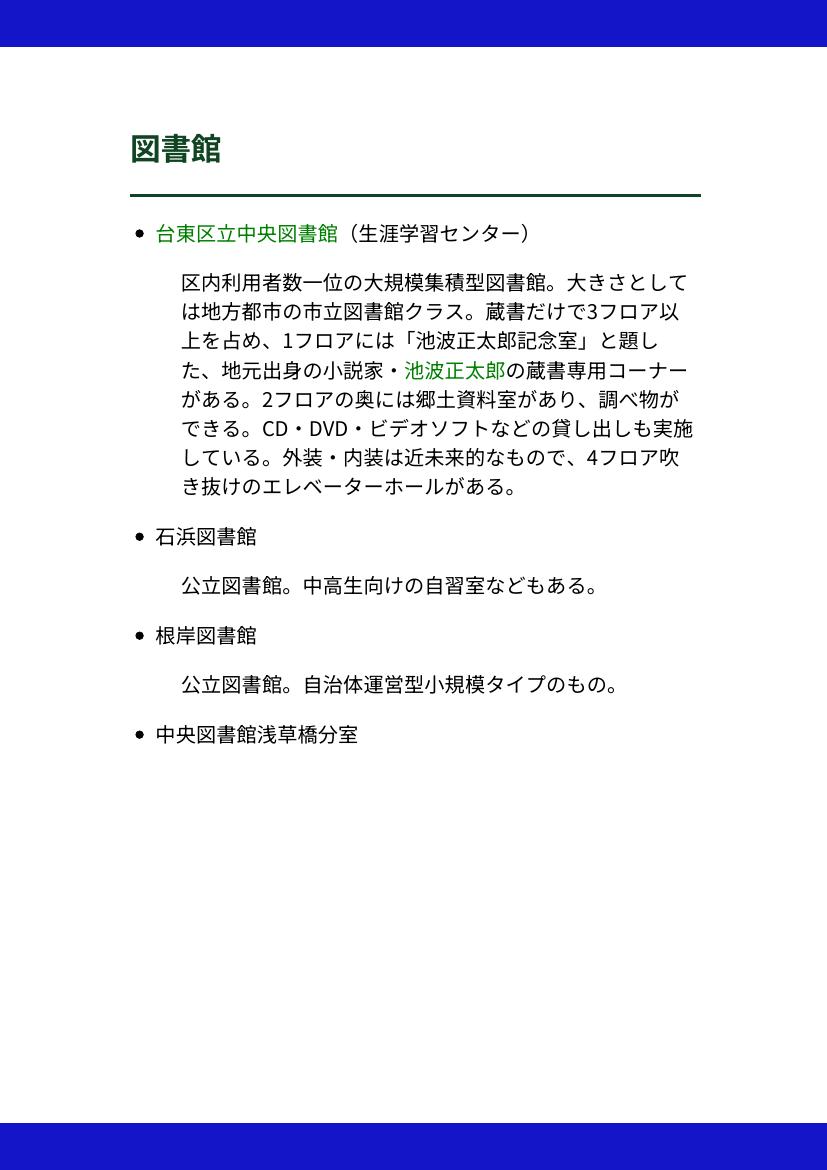 図書館
• 台東区立中央図書館（生涯学習センター）
区内利用者数一位の大規模集積型図書館。大きさとして
は地方都市の市立図書館クラス。蔵書だけで3フロア以
上を占め、1フロアには「池波正太郎記念室」と題し
た、地元出身の小説家・池波正太郎の蔵書専用コーナー
がある。2フロアの奥には郷土資料室があり、調べ物が
できる。CD・DVD・ビデオソフトなどの貸し出しも実施
している。外装・内装は近未来的なもので、4フロア吹
き抜けのエレベーターホールがある。
• 石浜図書館
公立図書館。中高生向けの自習室などもある。
• 根岸図書館
公立図書館。自治体運営型小規模タイプのもの。
• 中央図書館浅草橋分室